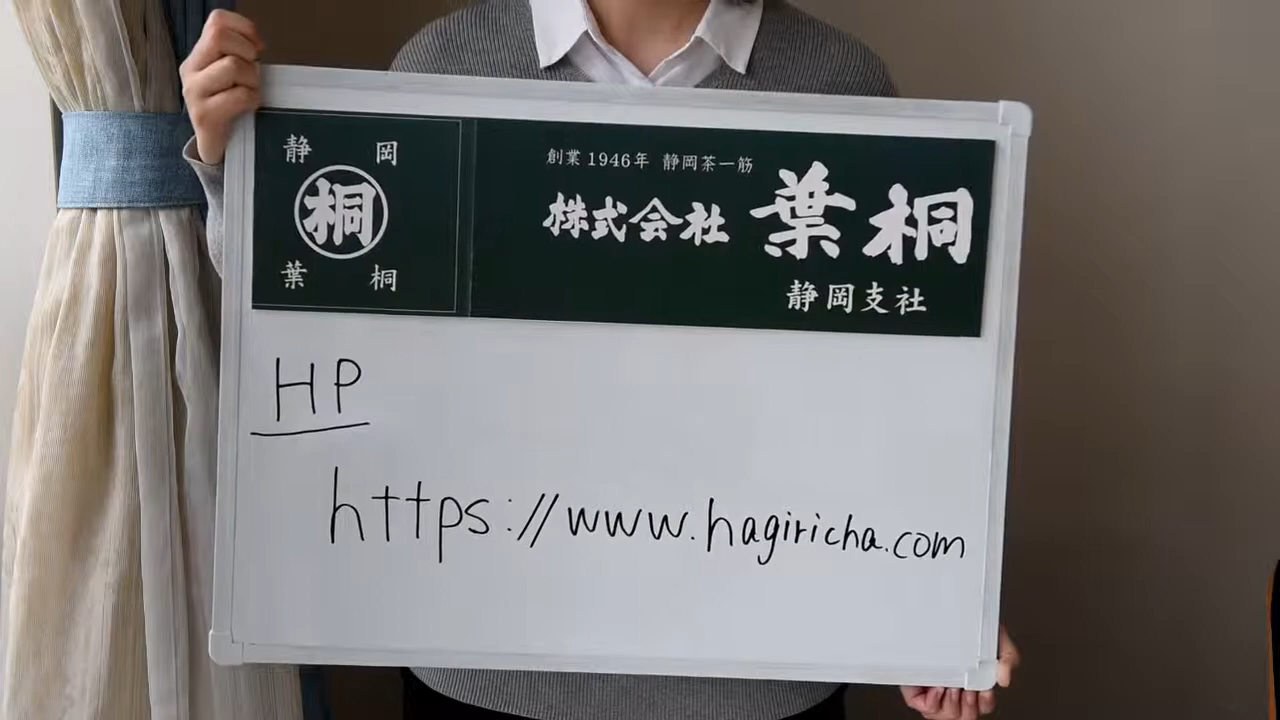 静岡
桐
葉桐
創業1946年 静岡茶一筋
株式会社 葉桐
静岡支社
HP
https://www.hagiricha.com